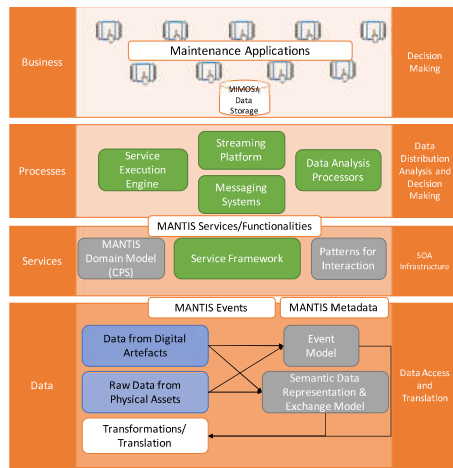 Business
Maintenance Applications
MIMOSA
Data
Storage
Decision
Making
Processes
Service
Execution
Engine
Streaming
Platform
Messaging
Systems
Data Analysis
Processors
Data
Distribution
Analysis and
Decision
Making
MANTIS Services/Functionalities
Services
MANTIS
Domain Model
(CPS)
Service Framework
Patterns for
Interaction
SOA
Infrastructure
MANTIS Events
MANTIS Metadata
Data
Data from Digital
Artefacts
Raw Data from
Physical Assets
Transformations/
Translation
Event
Model
Semantic Data
Representation &
Exchange Model
Data Access
and
Translation